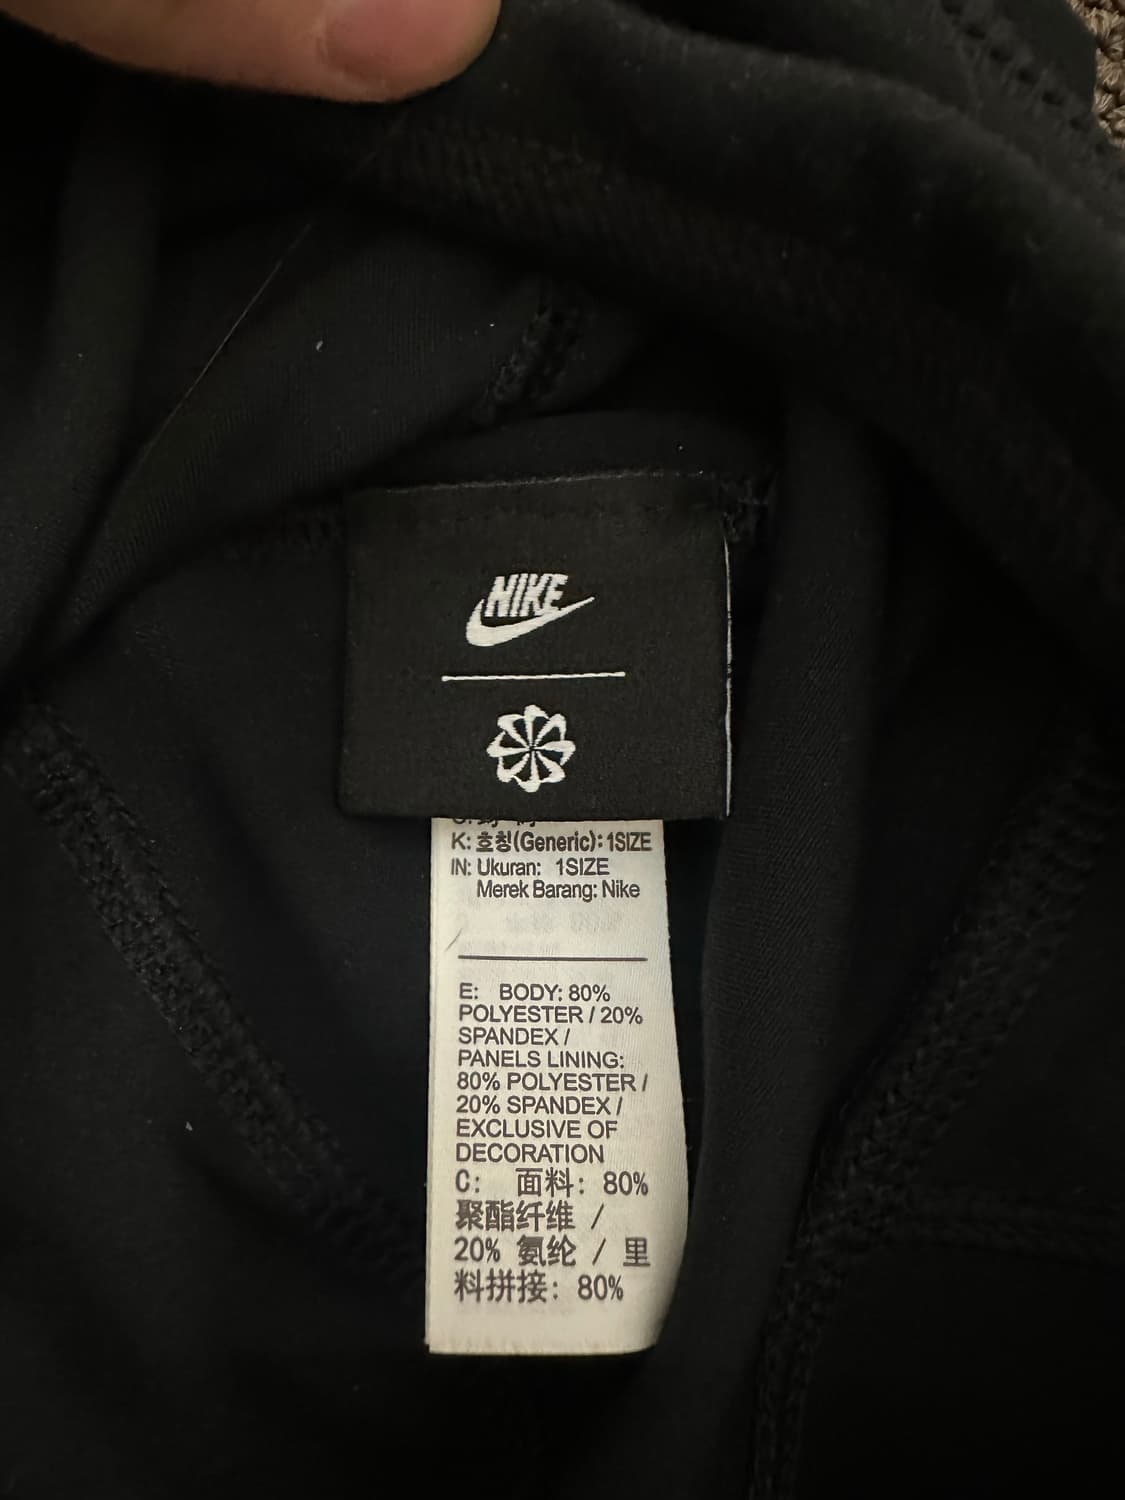 NIKE
K: 호칭(Generic): 1SIZE
IN: Ukuran: 1SIZE
Merek Barang: Nike
E: BODY: 80%
POLYESTER / 20%
SPANDEX /
PANELS LINING:
80% POLYESTER /
20% SPANDEX /
EXCLUSIVE OF
DECORATION
C: 面料: 80%
聚酯纤维 /
20% 氨纶 / 里
料拼接: 80%